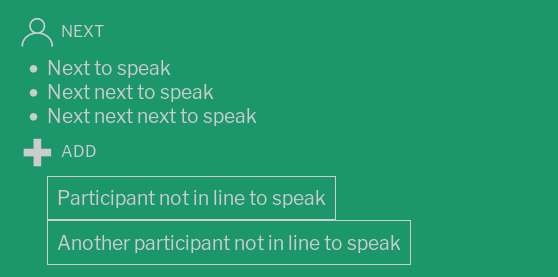 NEXT
Next to speak
Next next to speak
Next next next to speak
ADD
Participant not in line to speak
Another participant not in line to speak